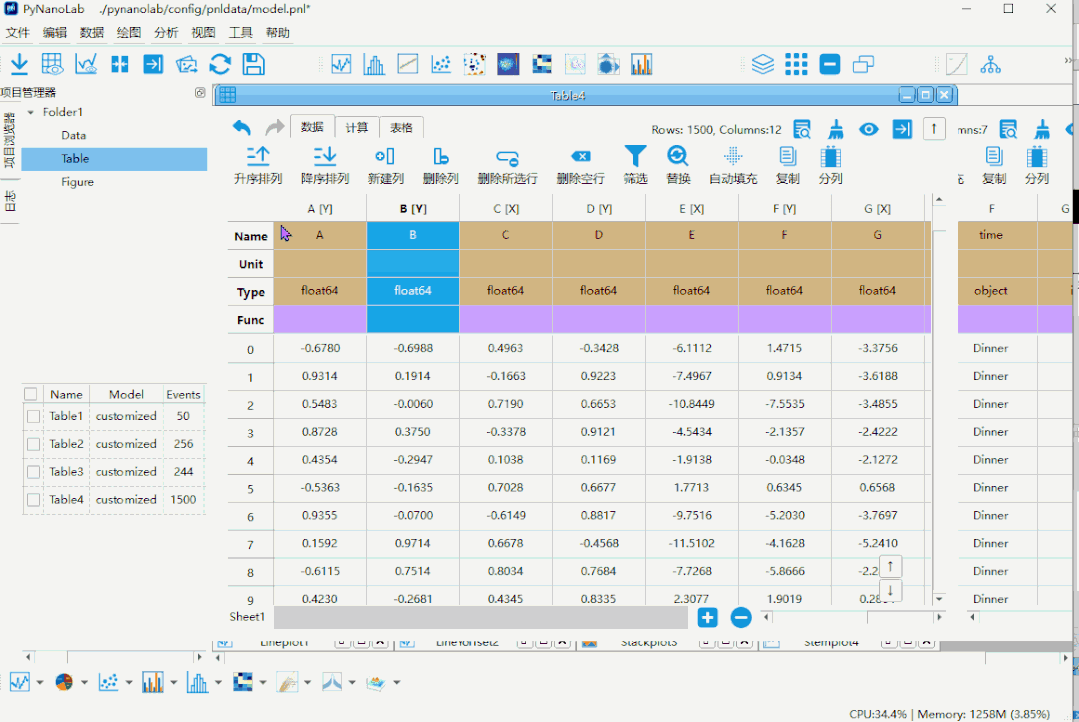 PyNanoLab ./pynanolab/config/pnldata/model.pnl*
文件 编辑 数据 绘图 分析 视图 工具 帮助
项目管理器
项目浏览器
日志
Folder1
Data
Table
Figure
Name Model Events
Table1 customized 50
Table2 customized 256
Table3 customized 244
Table4 customized 1500
Table4
数据 计算 表格
Rows: 1500, Columns:12
mns:7
升序排列 降序排列 新建列 删除列 删除所选行 删除空行 筛选 替换 自动填充 复制 分列
复制 分列
A [Y] B [Y] C [X] D [Y] E [X] F [Y] G [X] F G
Name A B C D E F G time
Unit
Type float64 float64 float64 float64 float64 float64 float64 object
Func
0 -0.6780 -0.6988 0.4963 -0.3428 -6.1112 1.4715 -3.3756 Dinner
1 0.9314 0.1914 -0.1663 0.9223 -7.4967 0.9134 -3.6188 Dinner
2 0.5483 -0.0060 0.7190 0.6653 -10.8449 -7.5535 -3.4855 Dinner
3 0.8728 0.3750 -0.3378 0.9121 -4.5434 -2.1357 -2.4222 Dinner
4 0.4354 -0.2947 0.1038 0.1169 -1.9138 -0.0348 -2.1272 Dinner
5 -0.5363 -0.1635 0.7028 0.6677 1.7713 0.6345 0.6568 Dinner
6 0.9355 -0.0700 -0.6149 0.8817 -9.7516 -5.2030 -3.7697 Dinner
7 0.1592 0.9714 0.6678 -0.4568 -11.5102 -4.1628 -5.2410 Dinner
8 -0.6115 0.7514 0.8034 0.7684 -7.7268 -5.8666 -2.2 Dinner
9 0.4230 -0.2681 0.4345 0.8335 2.3077 1.9019 Dinner
Sheet1
Lineplot1 LineYoffset2 Stackplot3 Stemplot4
CPU:34.4% | Memory: 1258M (3.85%)